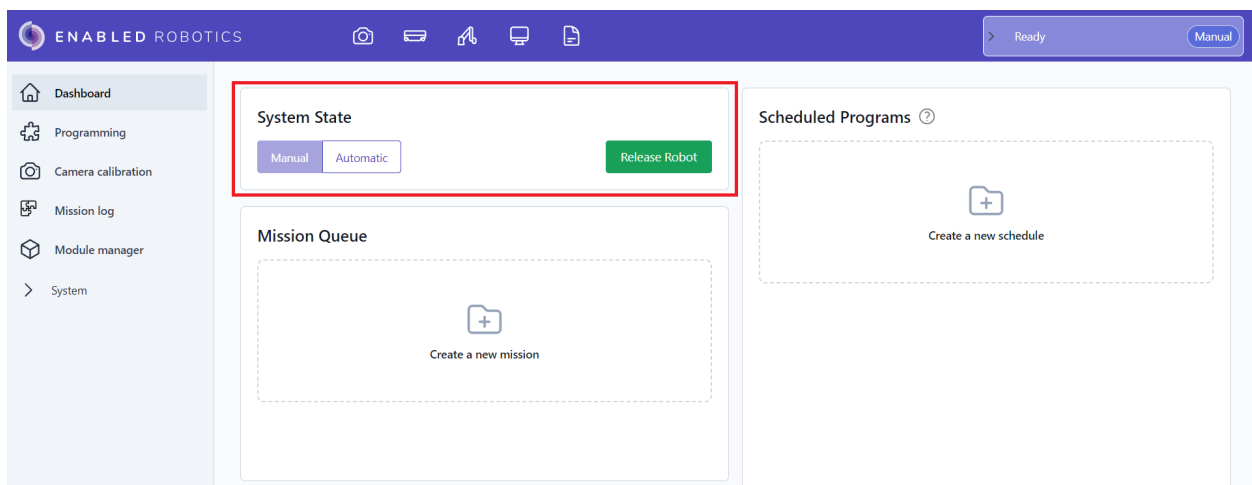 ENABLED ROBOTICS
Ready
Manual
Dashboard
Programming
Camera calibration
Mission log
Module manager
System
System State
Manual
Automatic
Release Robot
Mission Queue
Create a new mission
Scheduled Programs
Create a new schedule